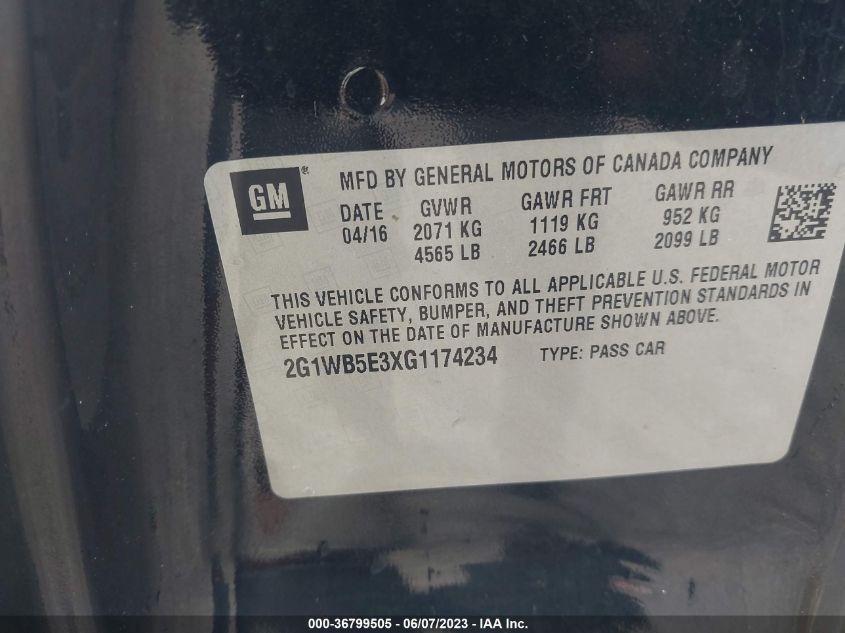 GM®
MFD BY GENERAL MOTORS OF CANADA COMPANY
DATE GVWR GAWR FRT GAWR RR
04/16 2071 KG 1119 KG 952 KG
4565 LB 2466 LB 2099 LB
THIS VEHICLE CONFORMS TO ALL APPLICABLE U.S. FEDERAL MOTOR
VEHICLE SAFETY, BUMPER, AND THEFT PREVENTION STANDARDS IN
EFFECT ON THE DATE OF MANUFACTURE SHOWN ABOVE.
2G1WB5E3XG1174234 TYPE: PASS CAR
000-36799505 - 06/07/2023 - IAA Inc.